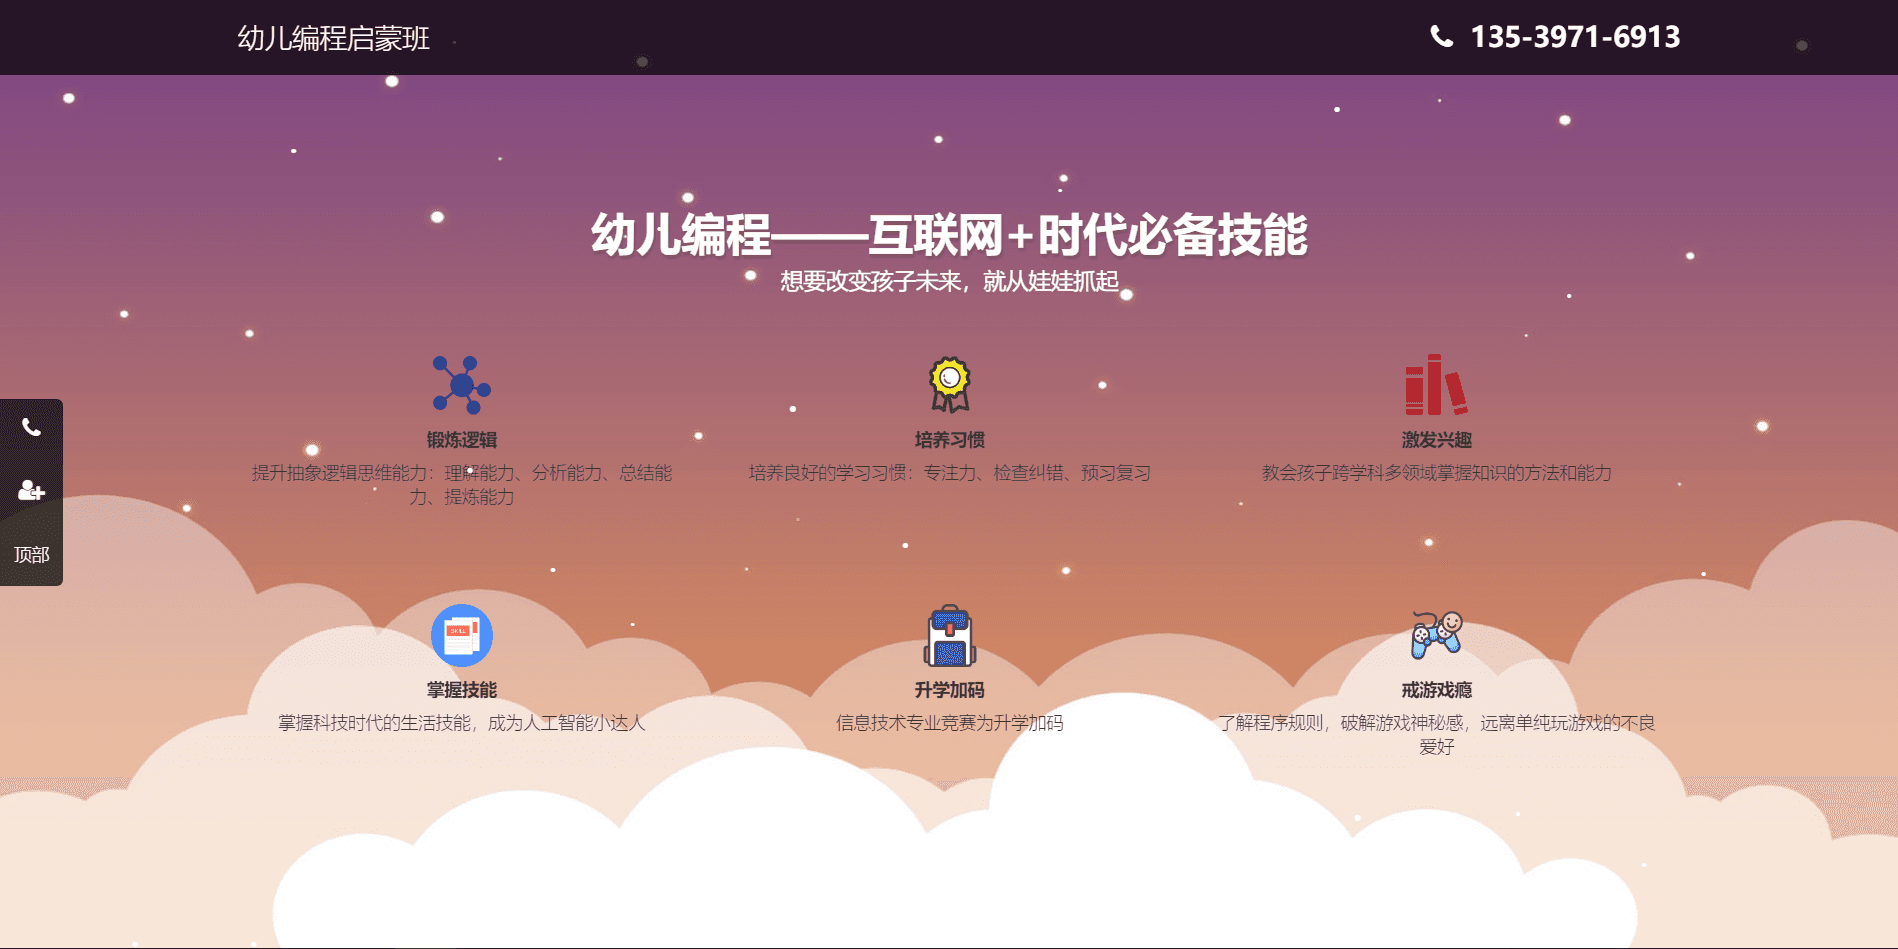 幼儿编程启蒙班
135-3971-6913
幼儿编程——互联网+时代必备技能
想要改变孩子未来，就从娃娃抓起
锻炼逻辑
提升抽象逻辑思维能力：理解能力、分析能力、总结能
力、提炼能力
培养习惯
培养良好的学习习惯：专注力、检查纠错、预习复习
激发兴趣
教会孩子跨学科多领域掌握知识的方法和能力
顶部
SKILL
掌握技能
掌握科技时代的生活技能，成为人工智能小达人
升学加码
信息技术专业竞赛为升学加码
戒游戏瘾
了解程序规则，破解游戏神秘感，远离单纯玩游戏的不良
爱好